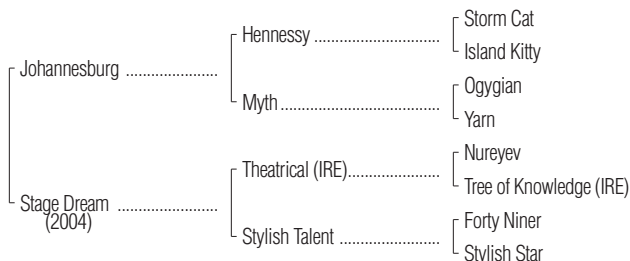 Storm Cat
Hennessy
Island Kitty
Johannesburg
Ogygian
Myth
Yarn
Nureyev
Theatrical (IRE)
Tree of Knowledge (IRE)
Stage Dream
(2004)
Forty Niner
Stylish Talent
Stylish Star